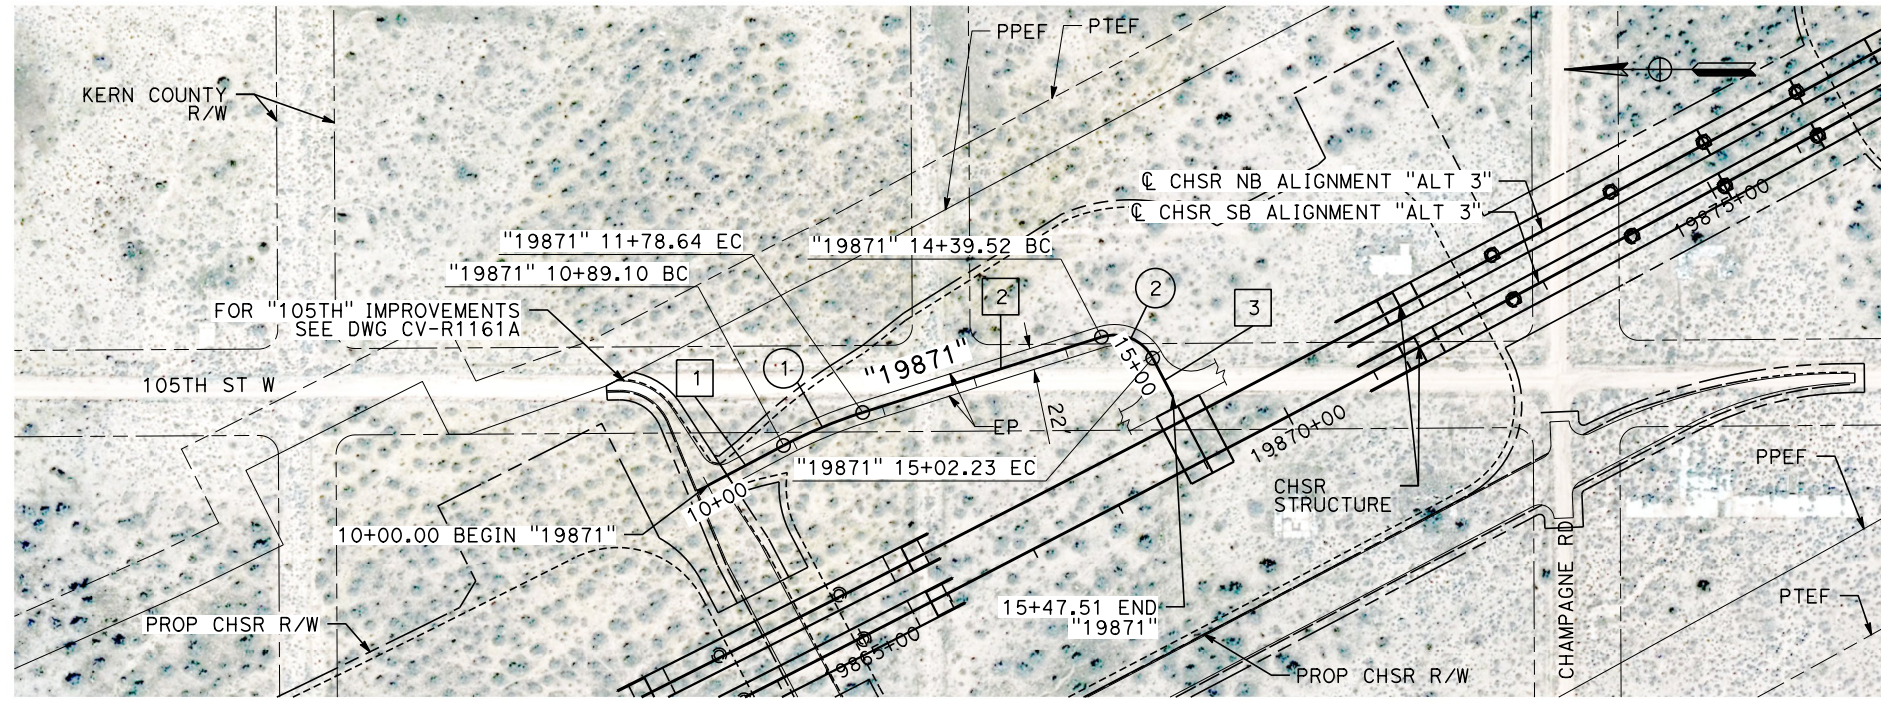 PPEF
PTEF
KERN COUNTY
R/W
℄ CHSR NB ALIGNMENT "ALT 3"
℄ CHSR SB ALIGNMENT "ALT 3"
19875+00
"19871" 11+78.64 EC
"19871" 14+39.52 BC
"19871" 10+89.10 BC
FOR "105TH" IMPROVEMENTS
SEE DWG CV-R1161A
2
2
3
105TH ST W
1
1
"19871"
15+00
22'
EP
"19871" 15+02.23 EC
19870+00
PPEF
10+00
CHSR
STRUCTURE
10+00.00 BEGIN "19871"
CHAMPAGNE RD
15+47.51 END
"19871"
PTEF
PROP CHSR R/W
19865+00
PROP CHSR R/W